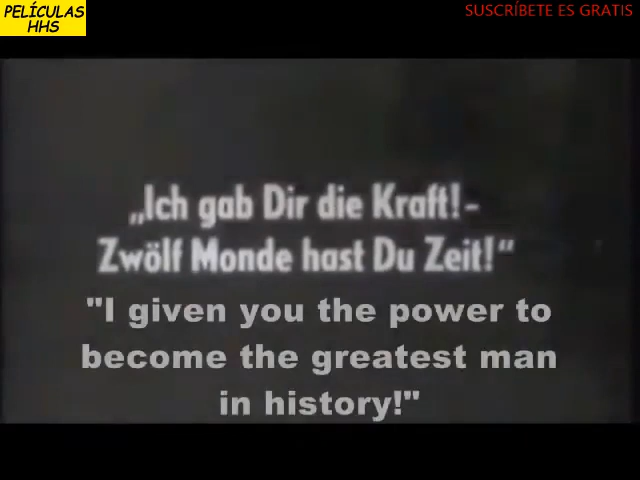 PELÍCULAS
HHS
SUSCRÍBETE ES GRATIS
„Ich gab Dir die Kraft!-
Zwölf Monde hast Du Zeit!“
"I given you the power to
become the greatest man
in history!"